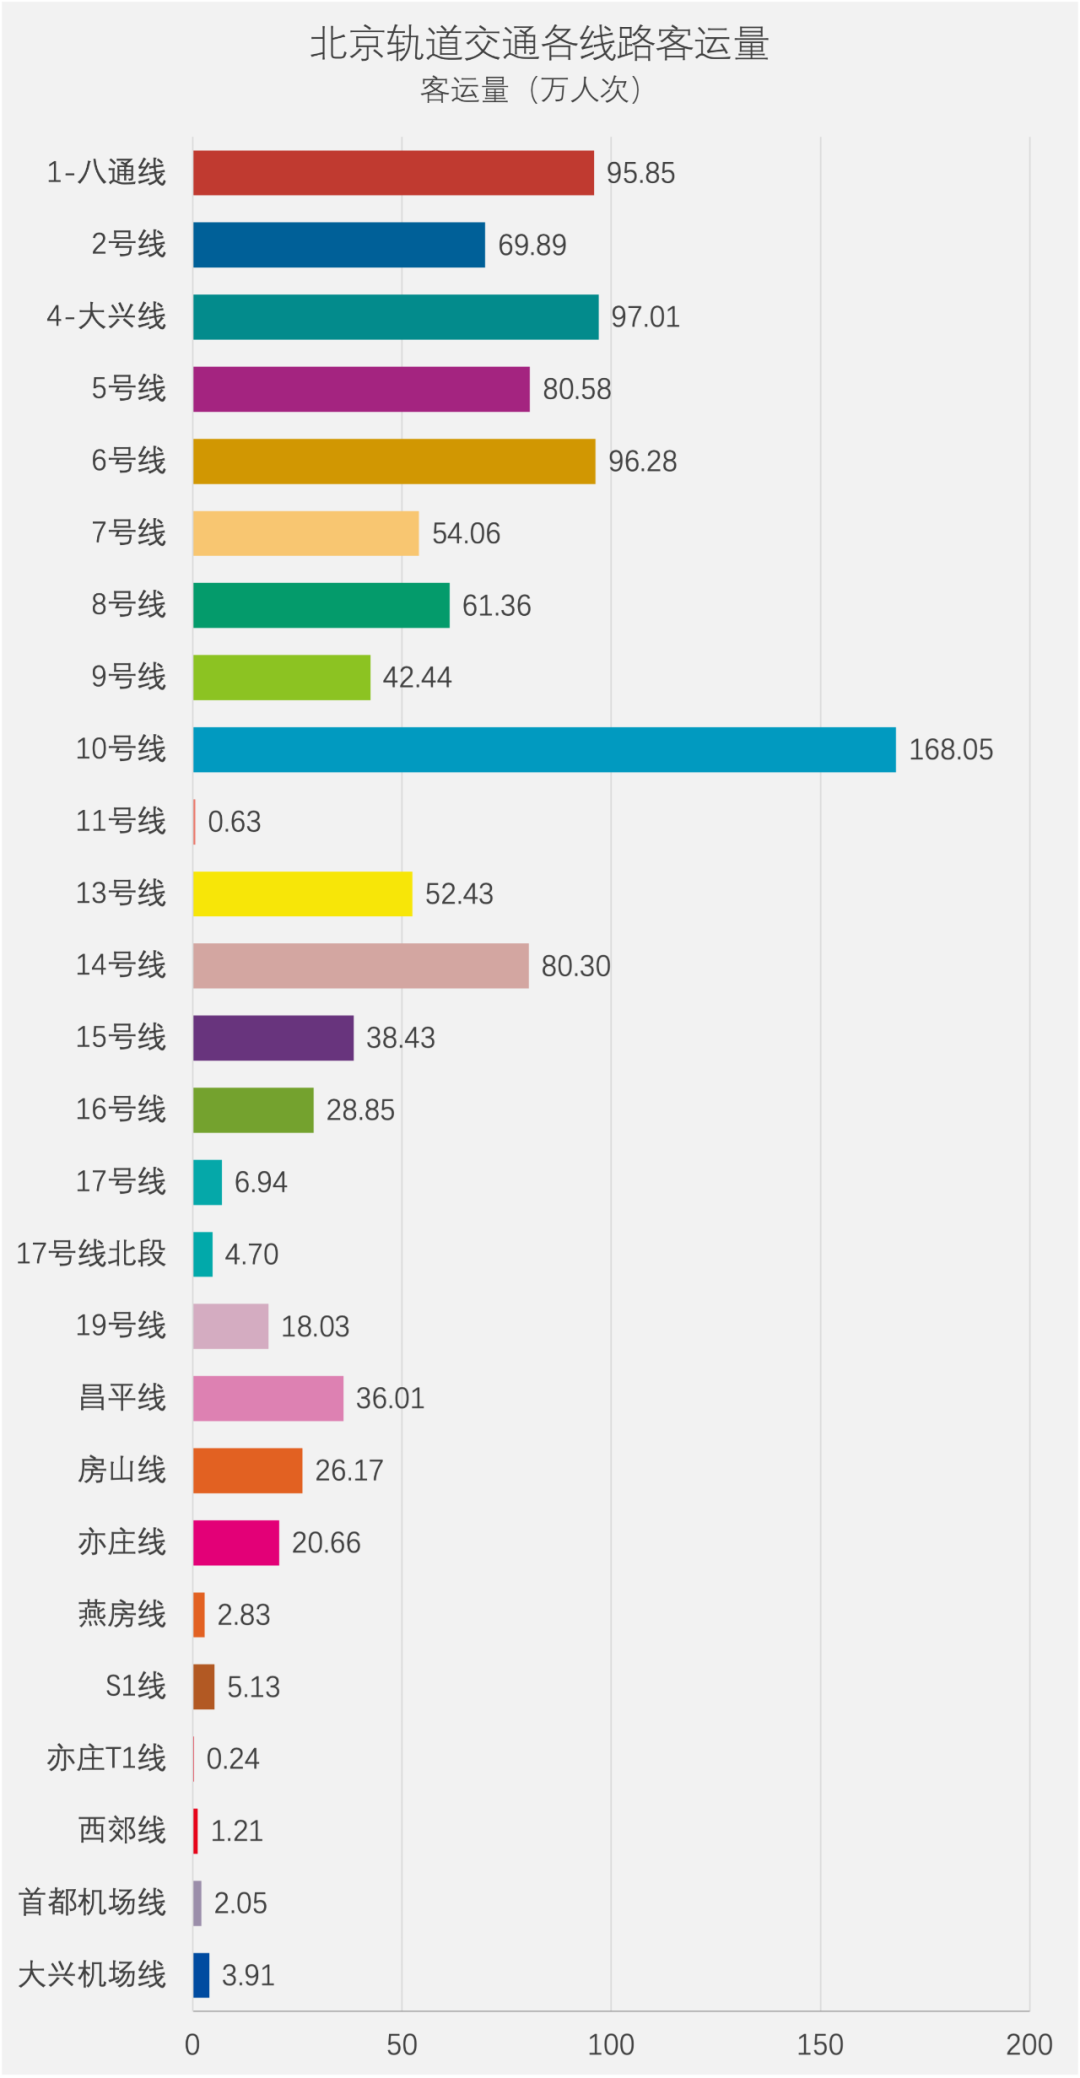 北京轨道交通各线路客运量
客运量（万人次）
1-八通线 95.85
2号线 69.89
4-大兴线 97.01
5号线 80.58
6号线 96.28
7号线 54.06
8号线 61.36
9号线 42.44
10号线 168.05
11号线 0.63
13号线 52.43
14号线 80.30
15号线 38.43
16号线 28.85
17号线 6.94
17号线北段 4.70
19号线 18.03
昌平线 36.01
房山线 26.17
亦庄线 20.66
燕房线 2.83
S1线 5.13
亦庄T1线 0.24
西郊线 1.21
首都机场线 2.05
大兴机场线 3.91
0 50 100 150 200